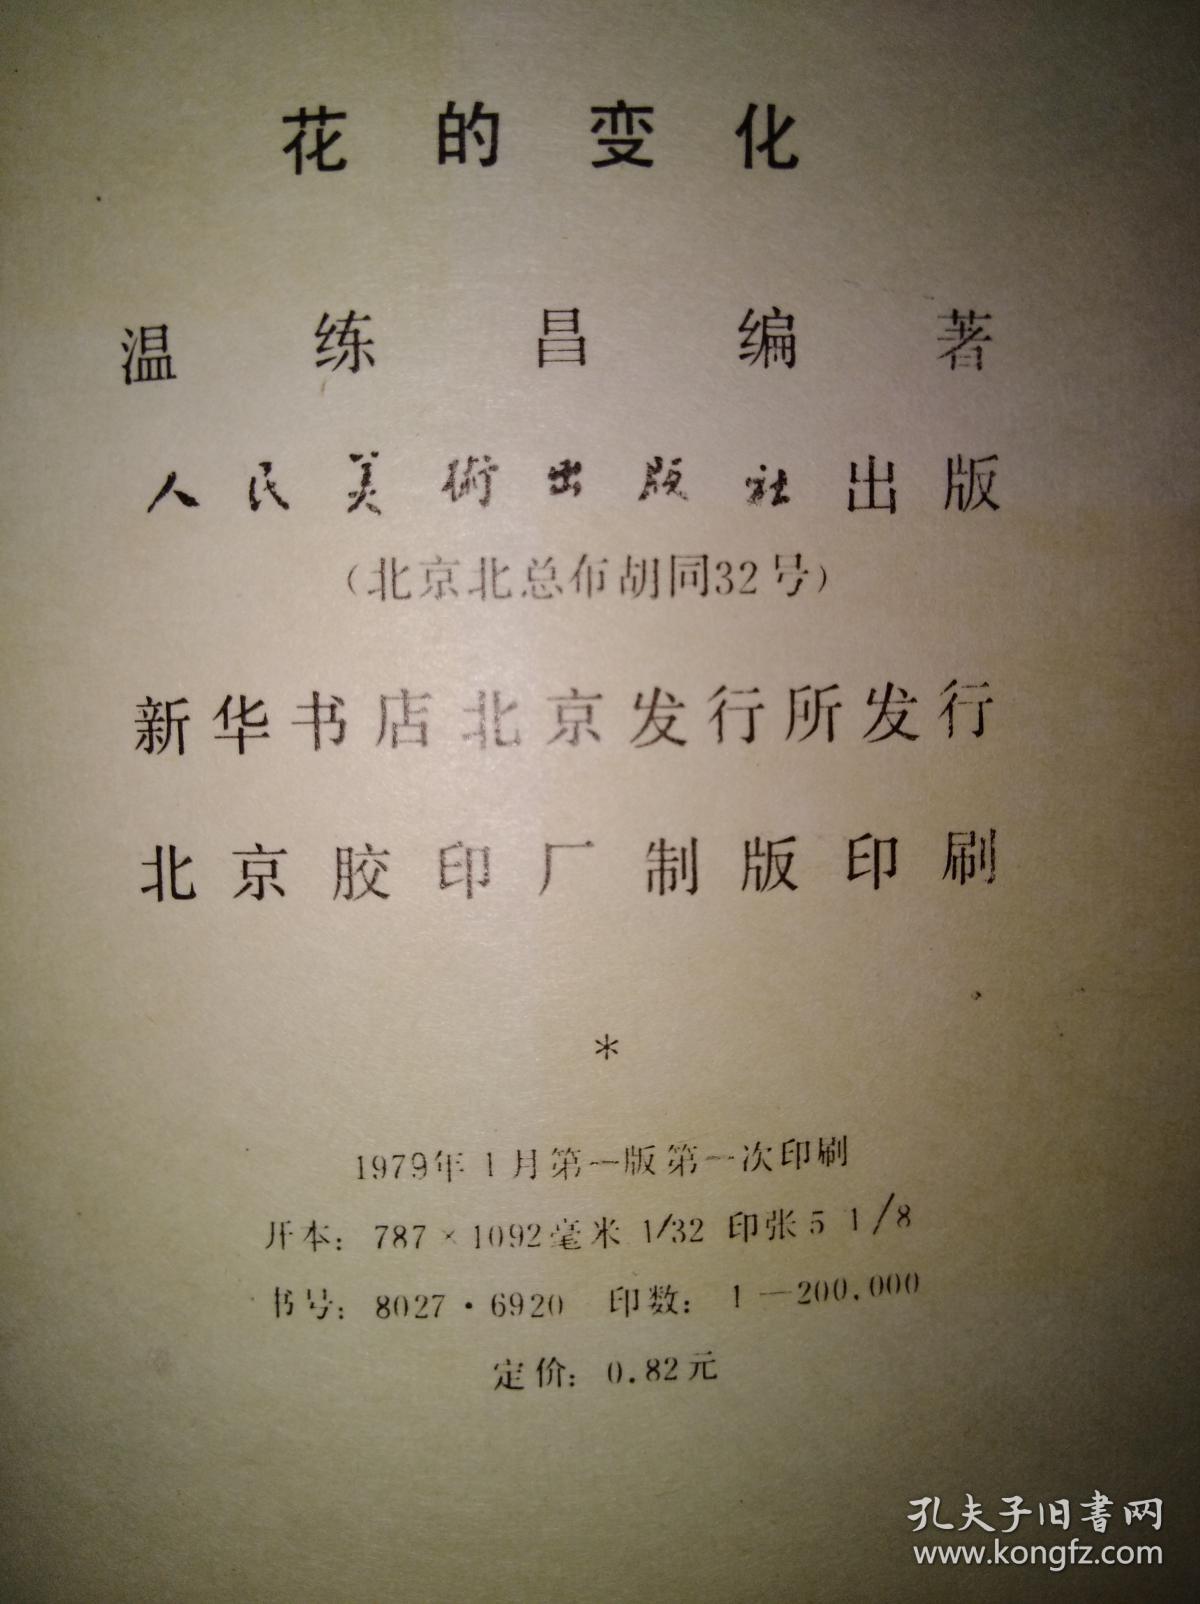 花的变化
温练昌编著
人民美術出版社出版
(北京北总布胡同32号)
新华书店北京发行所发行
北京胶印厂制版印刷
*
1979年1月第一版第一次印刷
开本: 787×1092毫米 1/32 印张5 1/8
书号: 8027·6920 印数: 1—200,000
定价: 0.82元
孔夫子旧書网
www.kongfz.com